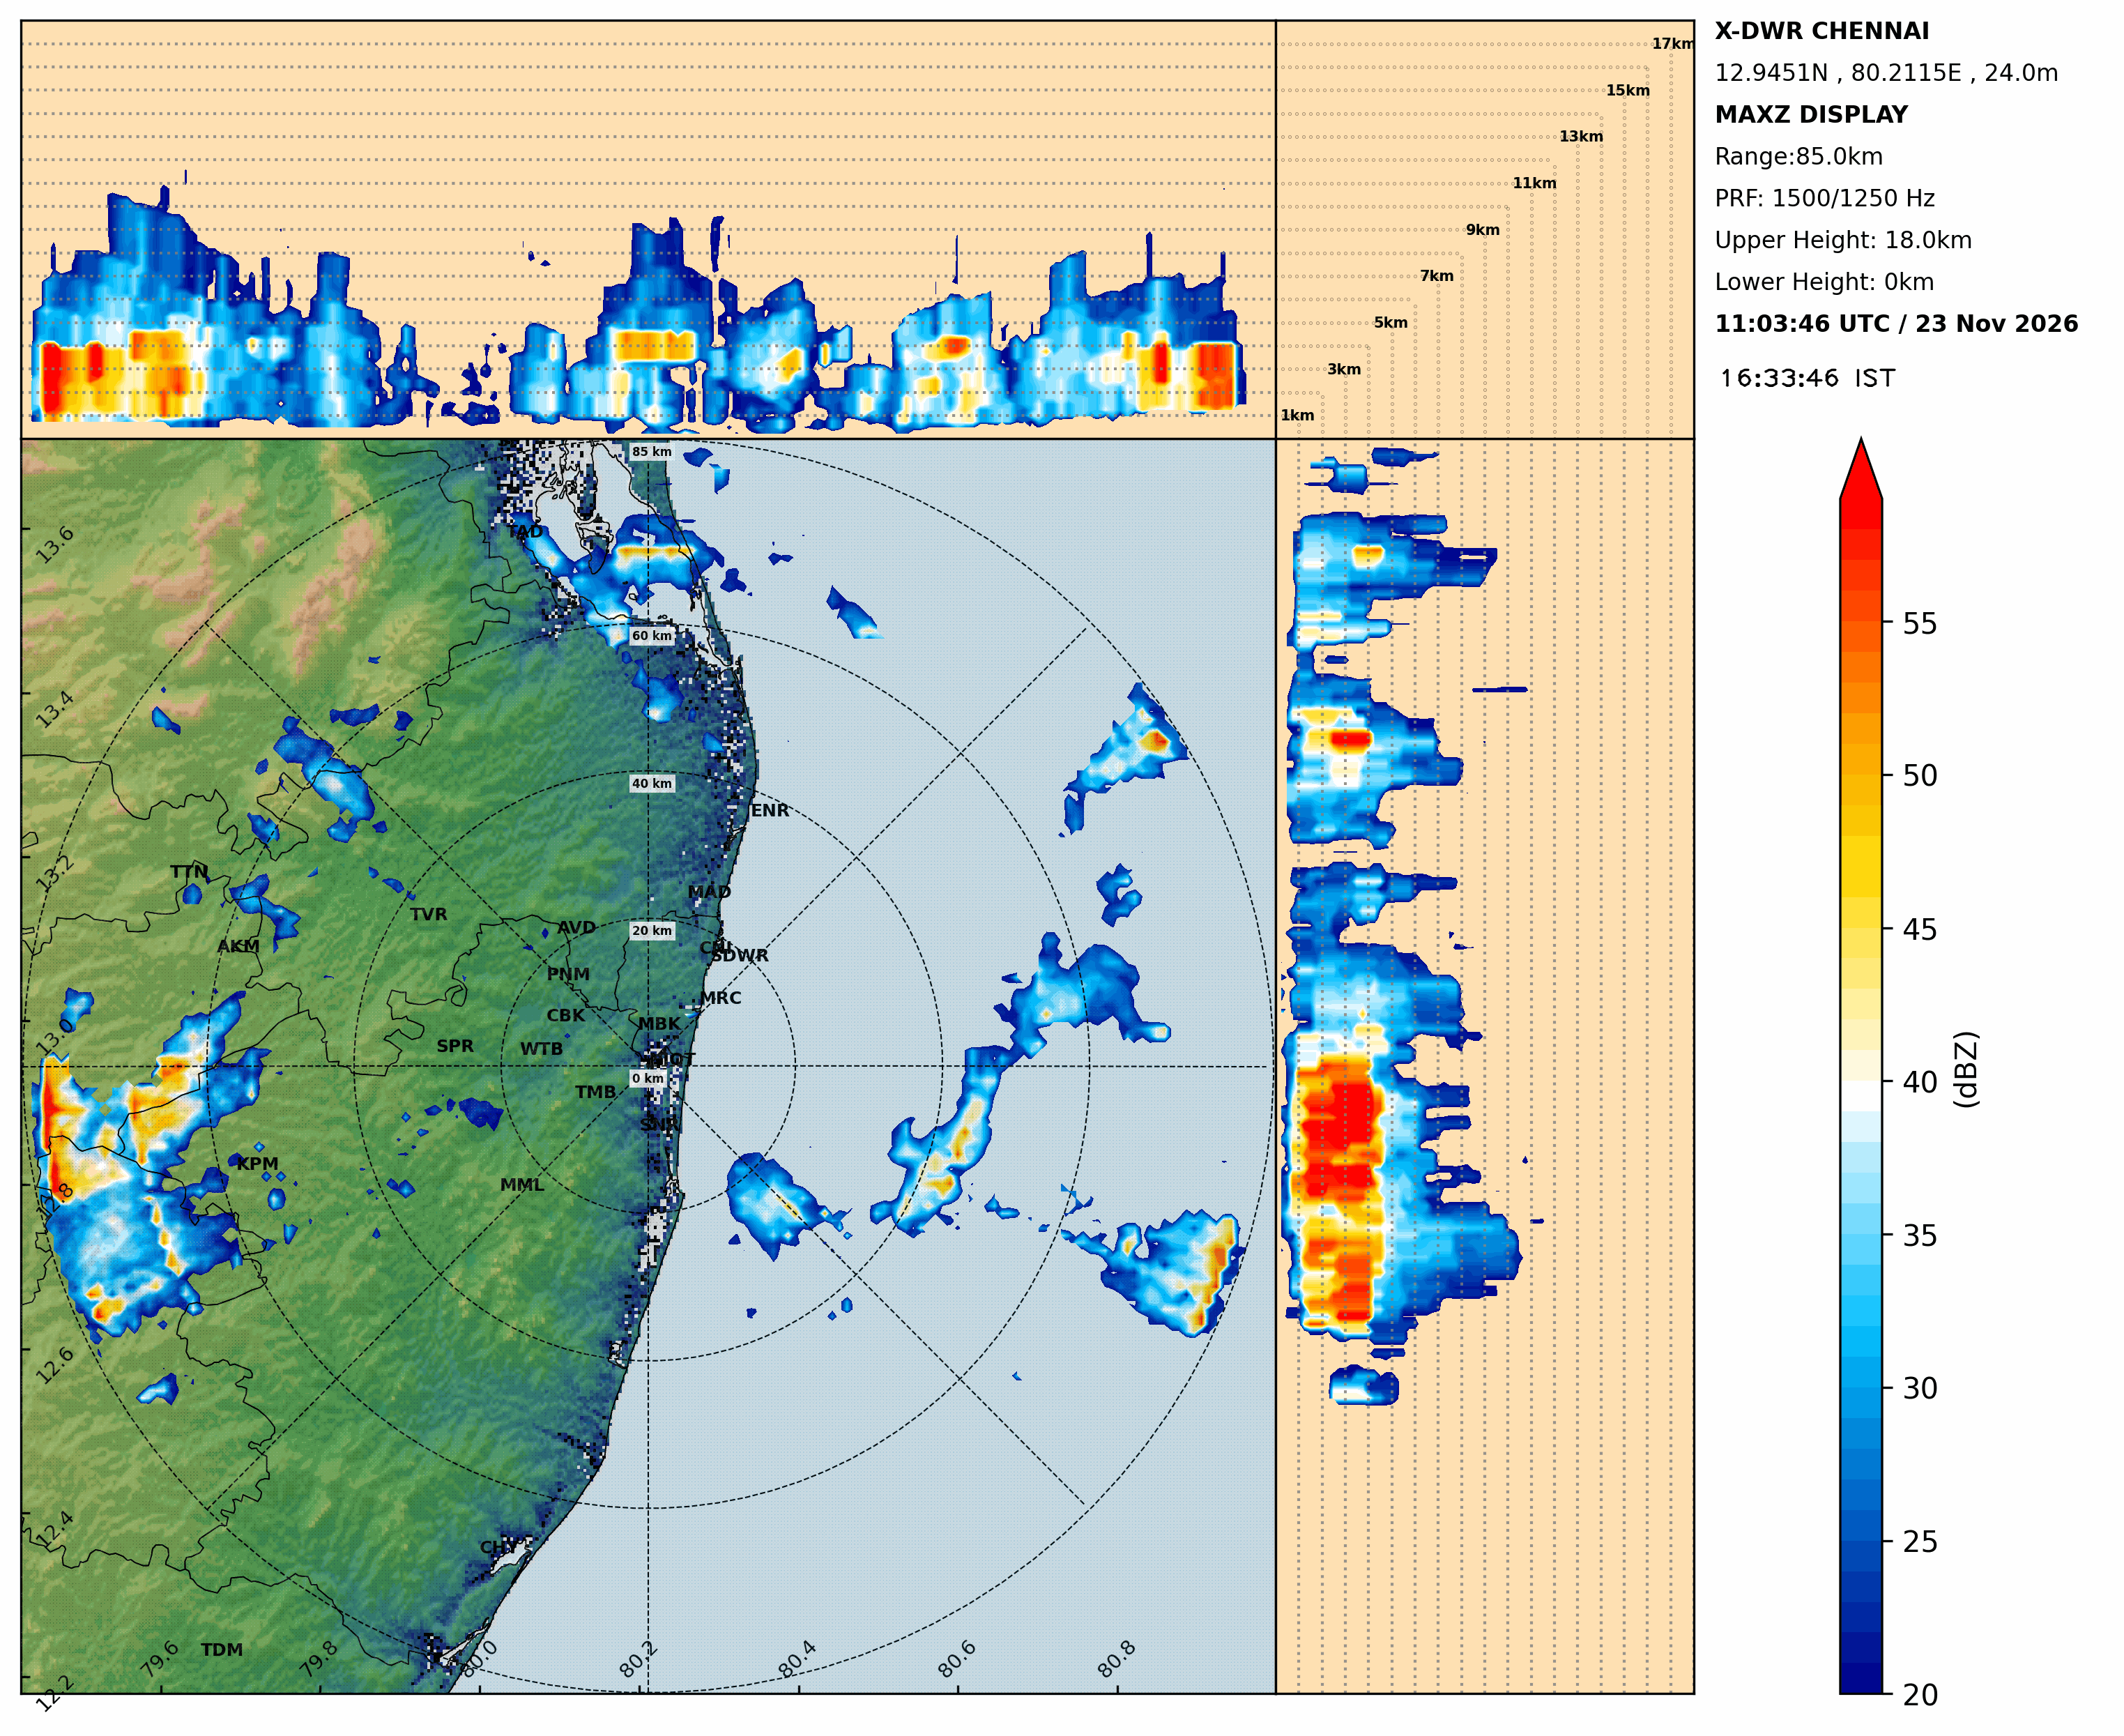 X-DWR CHENNAI
12.9451N , 80.2115E , 24.0m
MAXZ DISPLAY
Range:85.0km
PRF: 1500/1250 Hz
Upper Height: 18.0km
Lower Height: 0km
11:03:46 UTC / 23 Nov 2026
16:33:46 IST
17km
15km
13km
11km
9km
7km
5km
3km
1km
85 km
TAD
13.6
60 km
13.4
40 km
ENR
13.2
TTN
MAD
TVR
AVD
20 km
AKM
CNI
SDWR
PNM
MRC
CBK
MBK
13.0
SPR
WTB
0 km
TMB
SNR
KPM
MML
12.8
12.6
12.4
CHY
TDM
12.2
79.6
79.8
80.0
80.2
80.4
80.6
80.8
55
50
45
40
35
30
25
20
(dBZ)